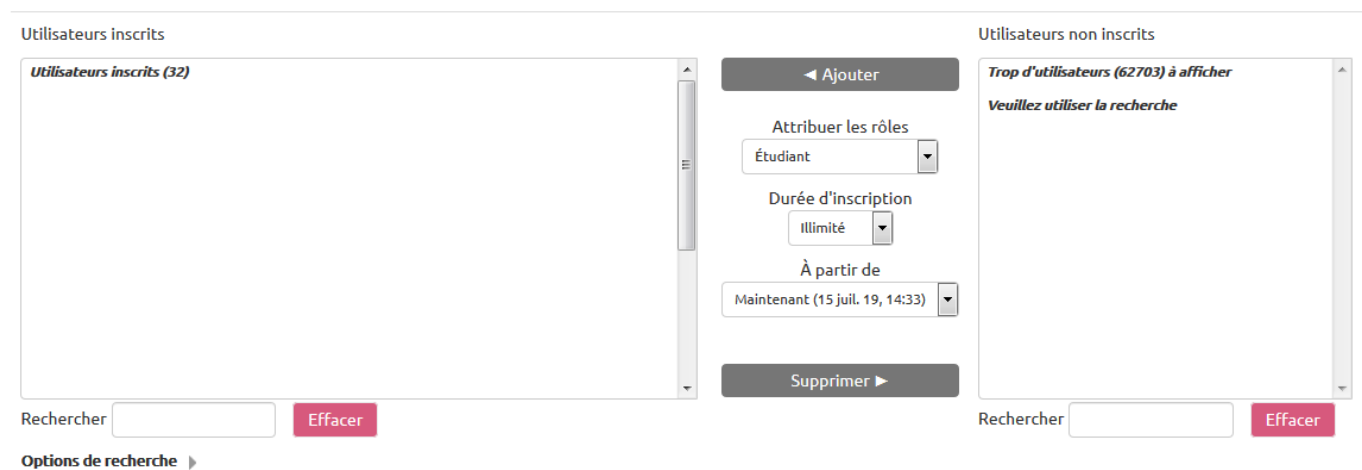 Utilisateurs inscrits
Utilisateurs inscrits (32)
Rechercher
Effacer
Options de recherche
◄ Ajouter
Attribuer les rôles
Étudiant
Durée d'inscription
Illimité
À partir de
Maintenant (15 juil. 19, 14:33)
Supprimer ►
Utilisateurs non inscrits
Trop d'utilisateurs (62703) à afficher
Veuillez utiliser la recherche
Rechercher
Effacer